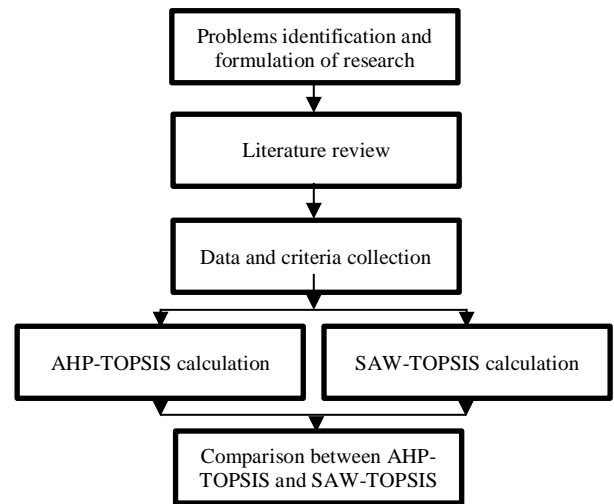 Problems identification and
formulation of research
Literature review
Data and criteria collection
AHP-TOPSIS calculation
SAW-TOPSIS calculation
Comparison between AHP-
TOPSIS and SAW-TOPSIS